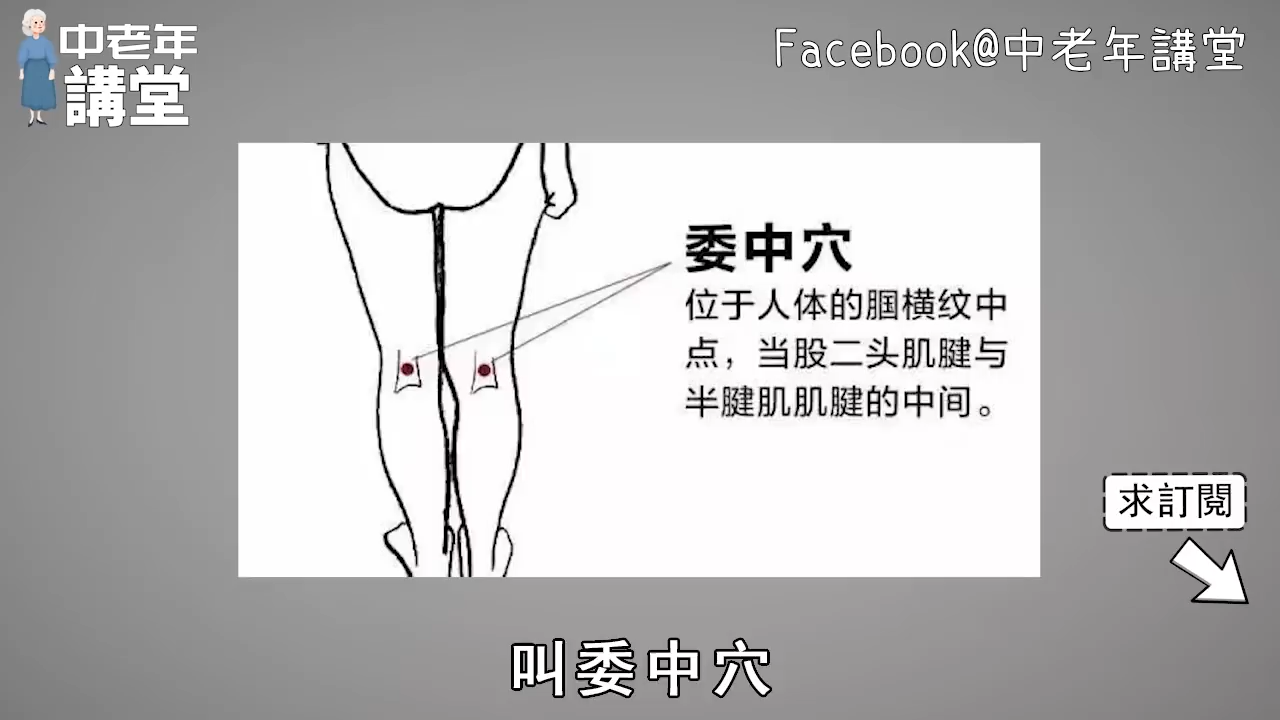 中老年
講堂
Facebook@中老年講堂
委中穴
位于人体的腘横纹中
点，当股二头肌腱与
半腱肌肌腱的中间。
求訂閱
叫委中穴